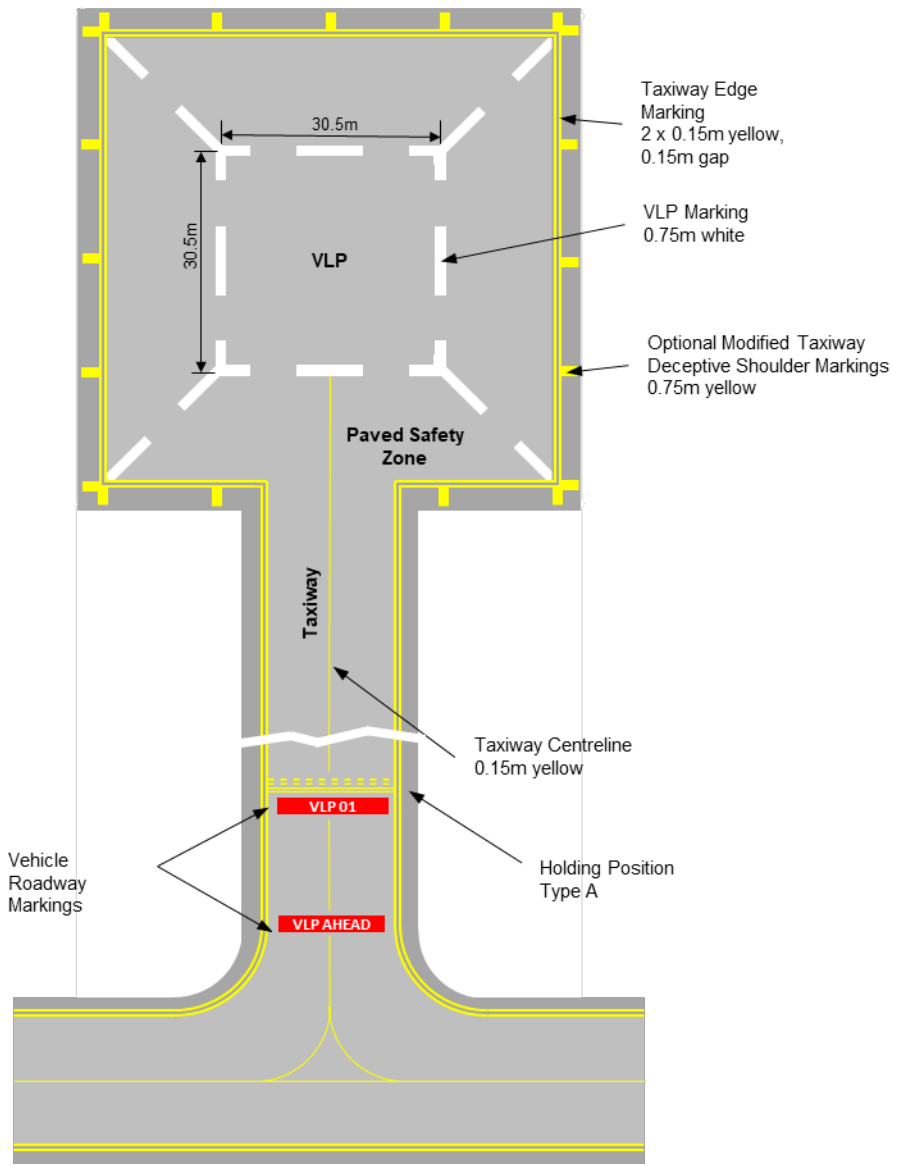 Taxiway Edge
Marking
2 x 0.15m yellow,
0.15m gap
30.5m
VLP Marking
0.75m white
30.5m
VLP
Optional Modified Taxiway
Deceptive Shoulder Markings
0.75m yellow
Paved Safety
Zone
Taxiway
Taxiway Centreline
0.15m yellow
VLP 01
Vehicle
Roadway
Markings
Holding Position
Type A
VLP AHEAD